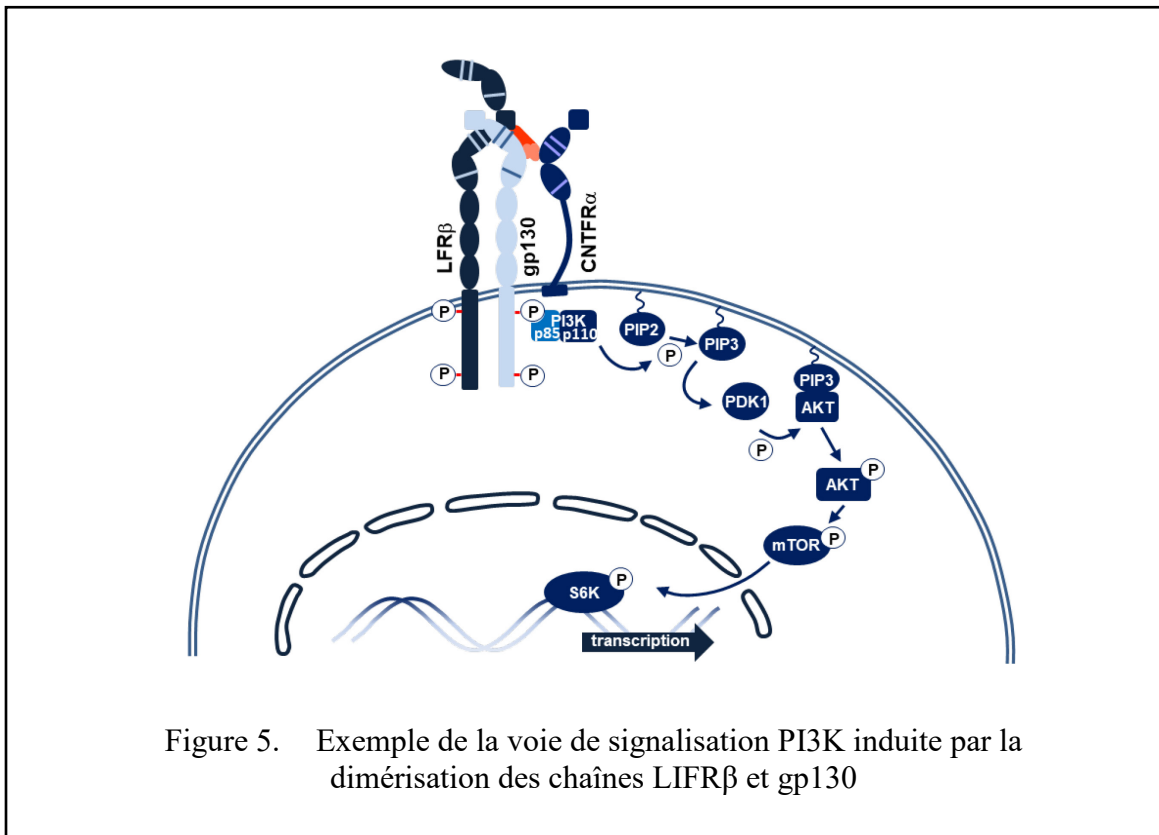 LFRβ
gp130
CNTFRα
P
P
P
P
PI3K
p85 p110
PIP2
P
PIP3
PDK1
P
PIP3
AKT
AKT
P
mTOR
P
S6K
P
transcription
Figure 5. Exemple de la voie de signalisation PI3K induite par la
dimérisation des chaînes LIFRβ et gp130